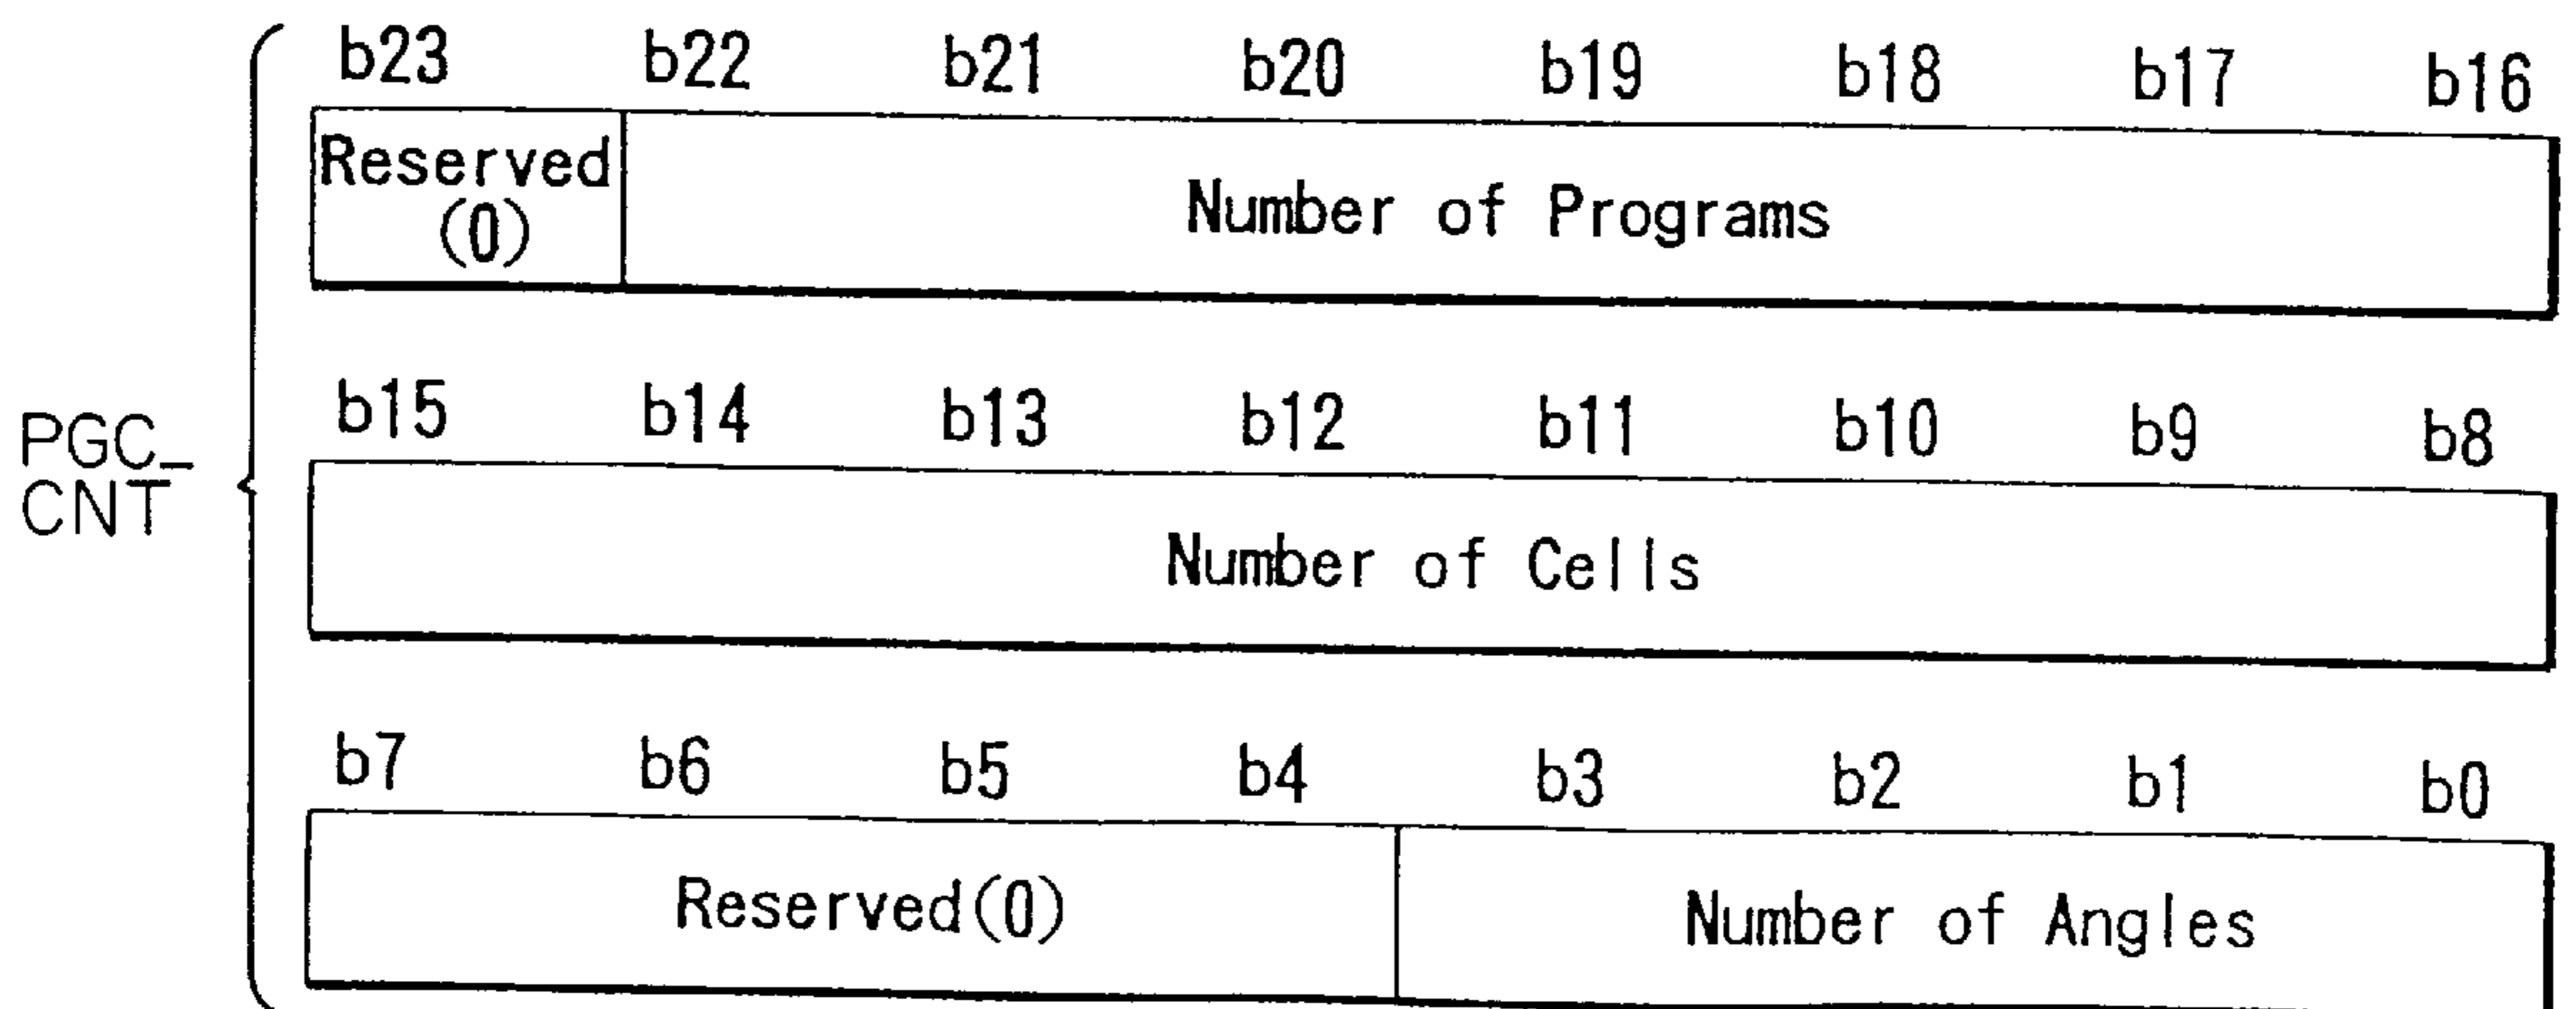 b23 b22 b21 b20 b19 b18 b17 b16
Reserved
(0)
Number of Programs
PGC_
CNT
b15 b14 b13 b12 b11 b10 b9 b8
Number of Cells
b7 b6 b5 b4 b3 b2 b1 b0
Reserved(0)
Number of Angles